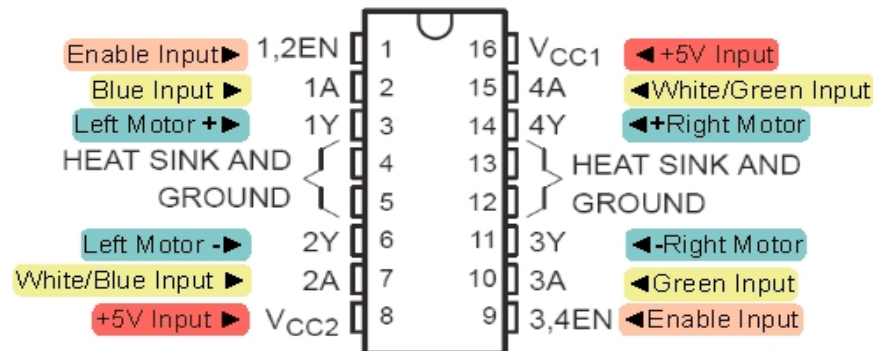 Enable Input► 1,2EN 1 16 VCC1 ◄+5V Input
Blue Input ► 1A 2 15 4A ◄White/Green Input
Left Motor +► 1Y 3 14 4Y ◄+Right Motor
HEAT SINK AND 4 13 HEAT SINK AND
GROUND 5 12 GROUND
Left Motor -► 2Y 6 11 3Y ◄-Right Motor
White/Blue Input ► 2A 7 10 3A ◄Green Input
+5V Input ► VCC2 8 9 3,4EN ◄Enable Input